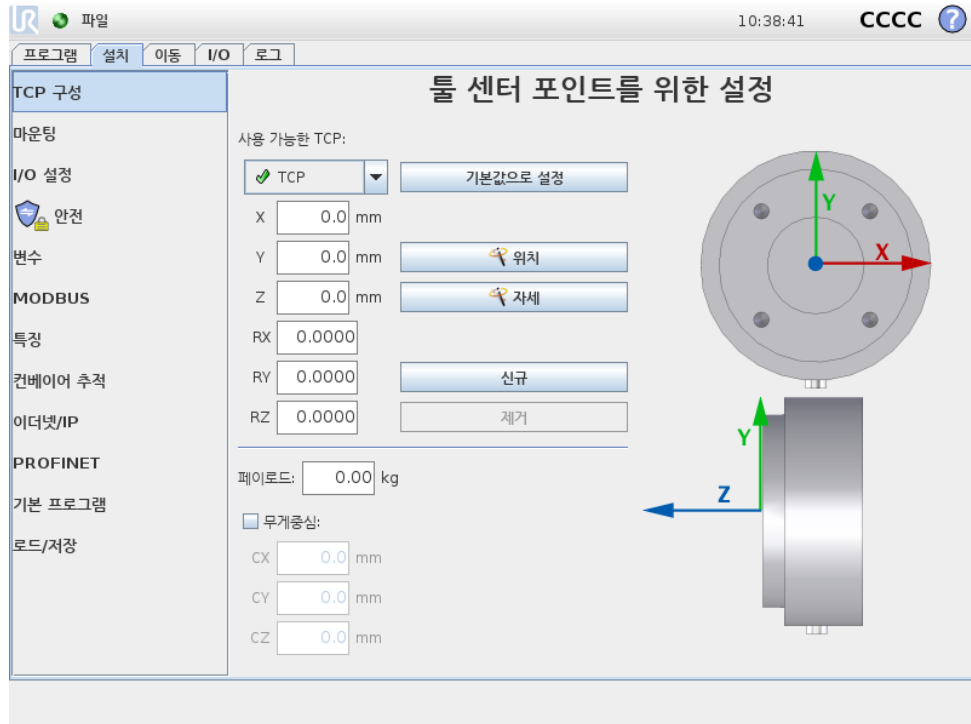 UR 파일 10:38:41 CCCC ?
프로그램 설치 이동 I/O 로그
TCP 구성
마운팅
I/O 설정
안전
변수
MODBUS
특징
컨베이어 추적
이더넷/IP
PROFINET
기본 프로그램
로드/저장
툴 센터 포인트를 위한 설정
사용 가능한 TCP:
TCP 기본값으로 설정
X 0.0 mm
Y 0.0 mm 위치
Z 0.0 mm 자세
RX 0.0000
RY 0.0000 신규
RZ 0.0000 제거
페이로드: 0.00 kg
무게중심:
CX 0.0 mm
CY 0.0 mm
CZ 0.0 mm
Y
X
Y
Z